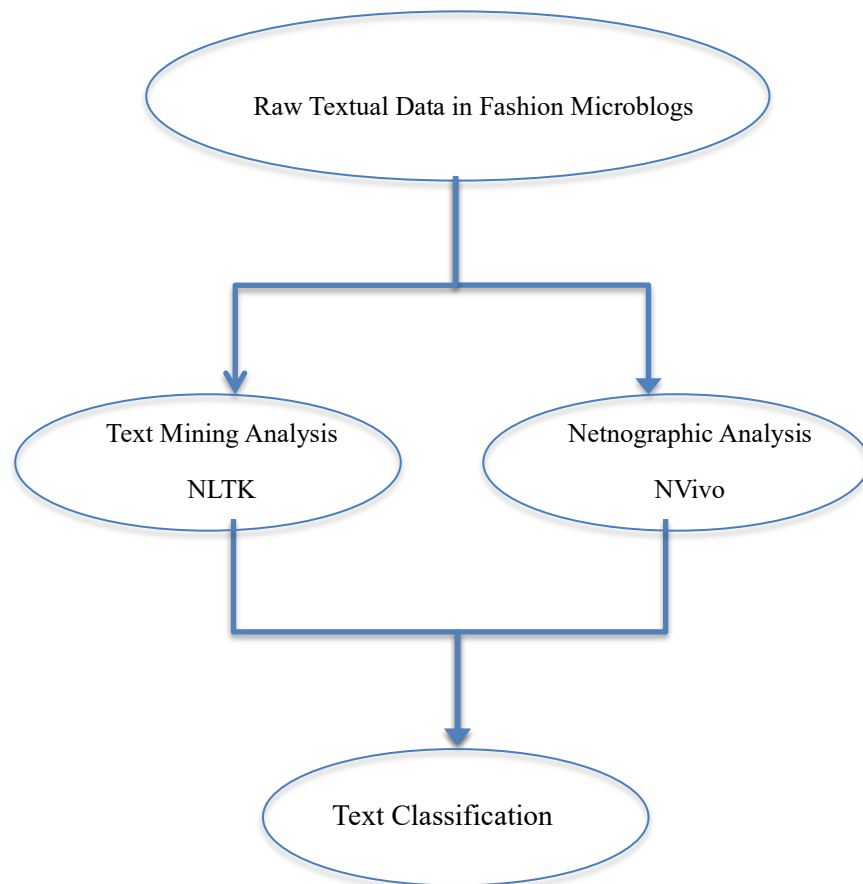 Raw Textual Data in Fashion Microblogs
Text Mining Analysis
NLTK
Netnographic Analysis
NVivo
Text Classification